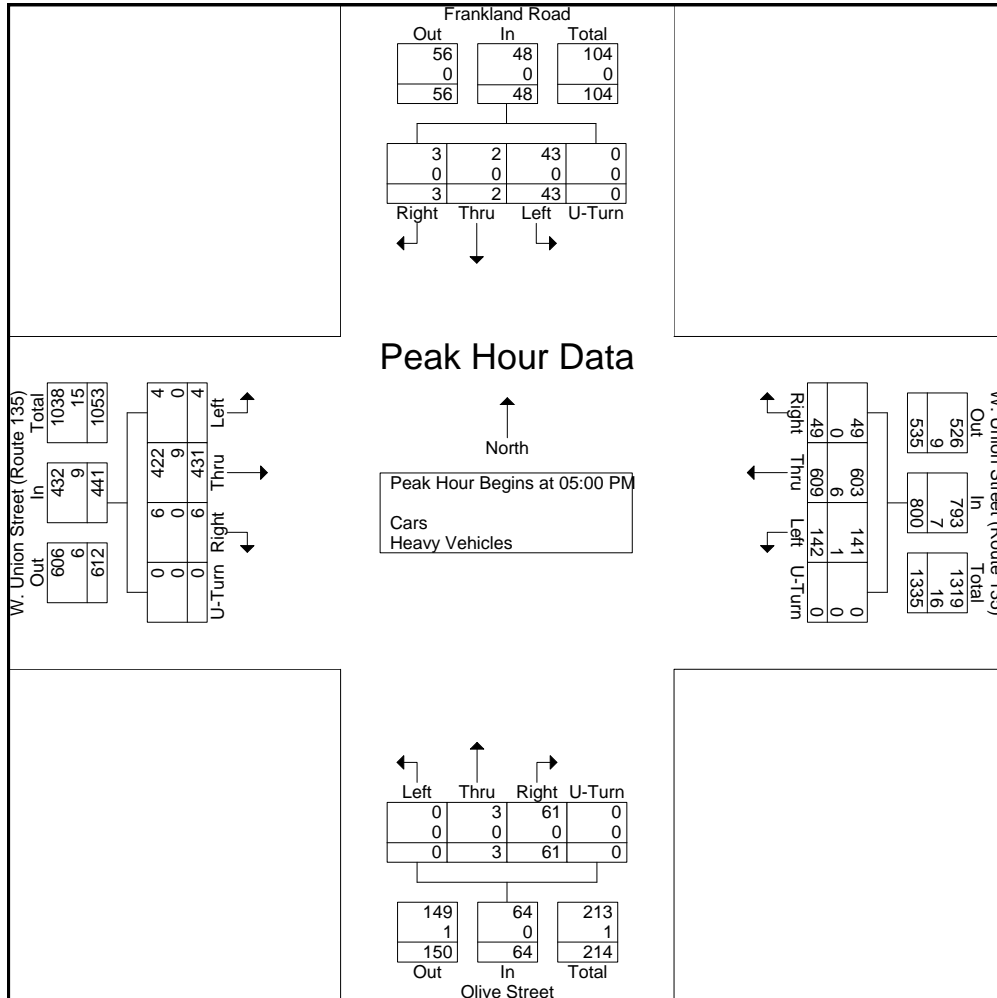 Frankland Road
Out In Total
56 48 104
0 0 0
56 48 104
3 2 43 0
0 0 0 0
3 2 43 0
Right Thru Left U-Turn
Peak Hour Data
North
Peak Hour Begins at 05:00 PM
Cars
Heavy Vehicles
W. Union Street (Route 135)
Total In Out
1038 432 606
15 9 6
1053 441 612
4 422 6 0
0 9 0 0
4 431 6 0
Left Thru Right U-Turn
W. Union Street (Route 135)
Out In Total
526 793 1319
9 7 16
535 800 1335
49 603 141 0
0 6 1 0
49 609 142 0
Right Thru Left U-Turn
Left Thru Right U-Turn
0 3 61 0
0 0 0 0
0 3 61 0
149 64 213
1 0 1
150 64 214
Out In Total
Olive Street